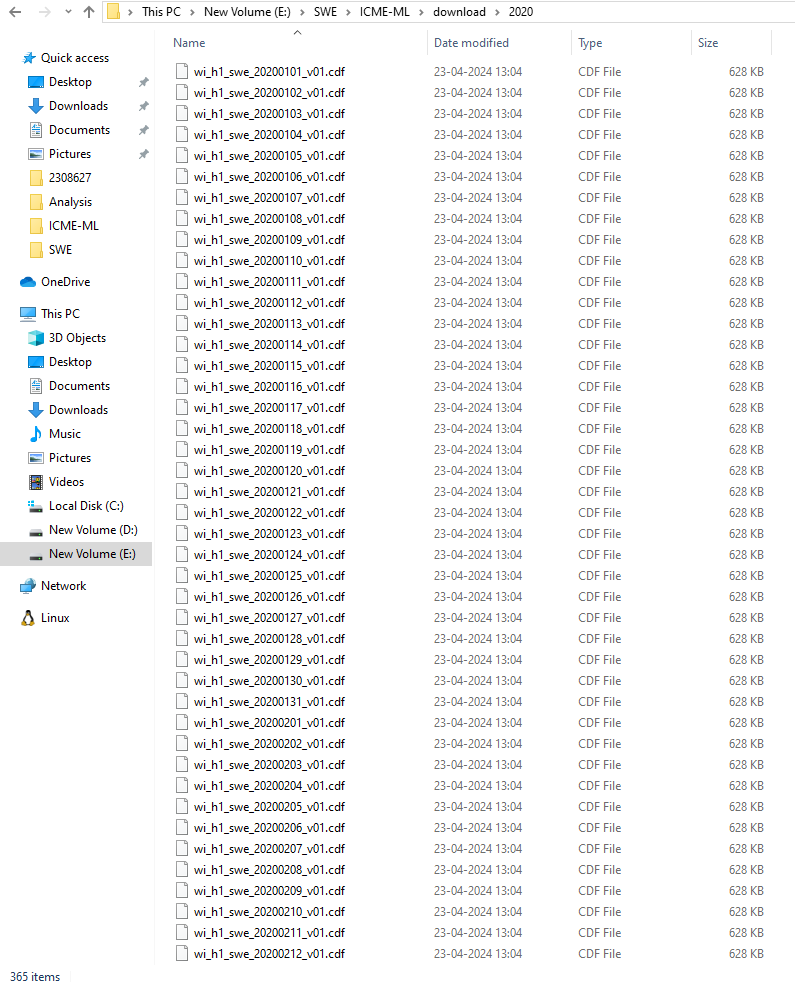 This PC > New Volume (E:) > SWE > ICME-ML > download > 2020
Name Date modified Type Size
Quick access
Desktop
Downloads
Documents
Pictures
2308627
Analysis
ICME-ML
SWE
OneDrive
This PC
3D Objects
Desktop
Documents
Downloads
Music
Pictures
Videos
Local Disk (C:)
New Volume (D:)
New Volume (E:)
Network
Linux
wi_h1_swe_20200101_v01.cdf 23-04-2024 13:04 CDF File 628 KB
wi_h1_swe_20200102_v01.cdf 23-04-2024 13:04 CDF File 628 KB
wi_h1_swe_20200103_v01.cdf 23-04-2024 13:04 CDF File 628 KB
wi_h1_swe_20200104_v01.cdf 23-04-2024 13:04 CDF File 628 KB
wi_h1_swe_20200105_v01.cdf 23-04-2024 13:04 CDF File 628 KB
wi_h1_swe_20200106_v01.cdf 23-04-2024 13:04 CDF File 628 KB
wi_h1_swe_20200107_v01.cdf 23-04-2024 13:04 CDF File 628 KB
wi_h1_swe_20200108_v01.cdf 23-04-2024 13:04 CDF File 628 KB
wi_h1_swe_20200109_v01.cdf 23-04-2024 13:04 CDF File 628 KB
wi_h1_swe_20200110_v01.cdf 23-04-2024 13:04 CDF File 628 KB
wi_h1_swe_20200111_v01.cdf 23-04-2024 13:04 CDF File 628 KB
wi_h1_swe_20200112_v01.cdf 23-04-2024 13:04 CDF File 628 KB
wi_h1_swe_20200113_v01.cdf 23-04-2024 13:04 CDF File 628 KB
wi_h1_swe_20200114_v01.cdf 23-04-2024 13:04 CDF File 628 KB
wi_h1_swe_20200115_v01.cdf 23-04-2024 13:04 CDF File 628 KB
wi_h1_swe_20200116_v01.cdf 23-04-2024 13:04 CDF File 628 KB
wi_h1_swe_20200117_v01.cdf 23-04-2024 13:04 CDF File 628 KB
wi_h1_swe_20200118_v01.cdf 23-04-2024 13:04 CDF File 628 KB
wi_h1_swe_20200119_v01.cdf 23-04-2024 13:04 CDF File 628 KB
wi_h1_swe_20200120_v01.cdf 23-04-2024 13:04 CDF File 628 KB
wi_h1_swe_20200121_v01.cdf 23-04-2024 13:04 CDF File 628 KB
wi_h1_swe_20200122_v01.cdf 23-04-2024 13:04 CDF File 628 KB
wi_h1_swe_20200123_v01.cdf 23-04-2024 13:04 CDF File 628 KB
wi_h1_swe_20200124_v01.cdf 23-04-2024 13:04 CDF File 628 KB
wi_h1_swe_20200125_v01.cdf 23-04-2024 13:04 CDF File 628 KB
wi_h1_swe_20200126_v01.cdf 23-04-2024 13:04 CDF File 628 KB
wi_h1_swe_20200127_v01.cdf 23-04-2024 13:04 CDF File 628 KB
wi_h1_swe_20200128_v01.cdf 23-04-2024 13:04 CDF File 628 KB
wi_h1_swe_20200129_v01.cdf 23-04-2024 13:04 CDF File 628 KB
wi_h1_swe_20200130_v01.cdf 23-04-2024 13:04 CDF File 628 KB
wi_h1_swe_20200131_v01.cdf 23-04-2024 13:04 CDF File 628 KB
wi_h1_swe_20200201_v01.cdf 23-04-2024 13:04 CDF File 628 KB
wi_h1_swe_20200202_v01.cdf 23-04-2024 13:04 CDF File 628 KB
wi_h1_swe_20200203_v01.cdf 23-04-2024 13:04 CDF File 628 KB
wi_h1_swe_20200204_v01.cdf 23-04-2024 13:04 CDF File 628 KB
wi_h1_swe_20200205_v01.cdf 23-04-2024 13:04 CDF File 628 KB
wi_h1_swe_20200206_v01.cdf 23-04-2024 13:04 CDF File 628 KB
wi_h1_swe_20200207_v01.cdf 23-04-2024 13:04 CDF File 628 KB
wi_h1_swe_20200208_v01.cdf 23-04-2024 13:04 CDF File 628 KB
wi_h1_swe_20200209_v01.cdf 23-04-2024 13:04 CDF File 628 KB
wi_h1_swe_20200210_v01.cdf 23-04-2024 13:04 CDF File 628 KB
wi_h1_swe_20200211_v01.cdf 23-04-2024 13:04 CDF File 628 KB
wi_h1_swe_20200212_v01.cdf 23-04-2024 13:04 CDF File 628 KB
365 items